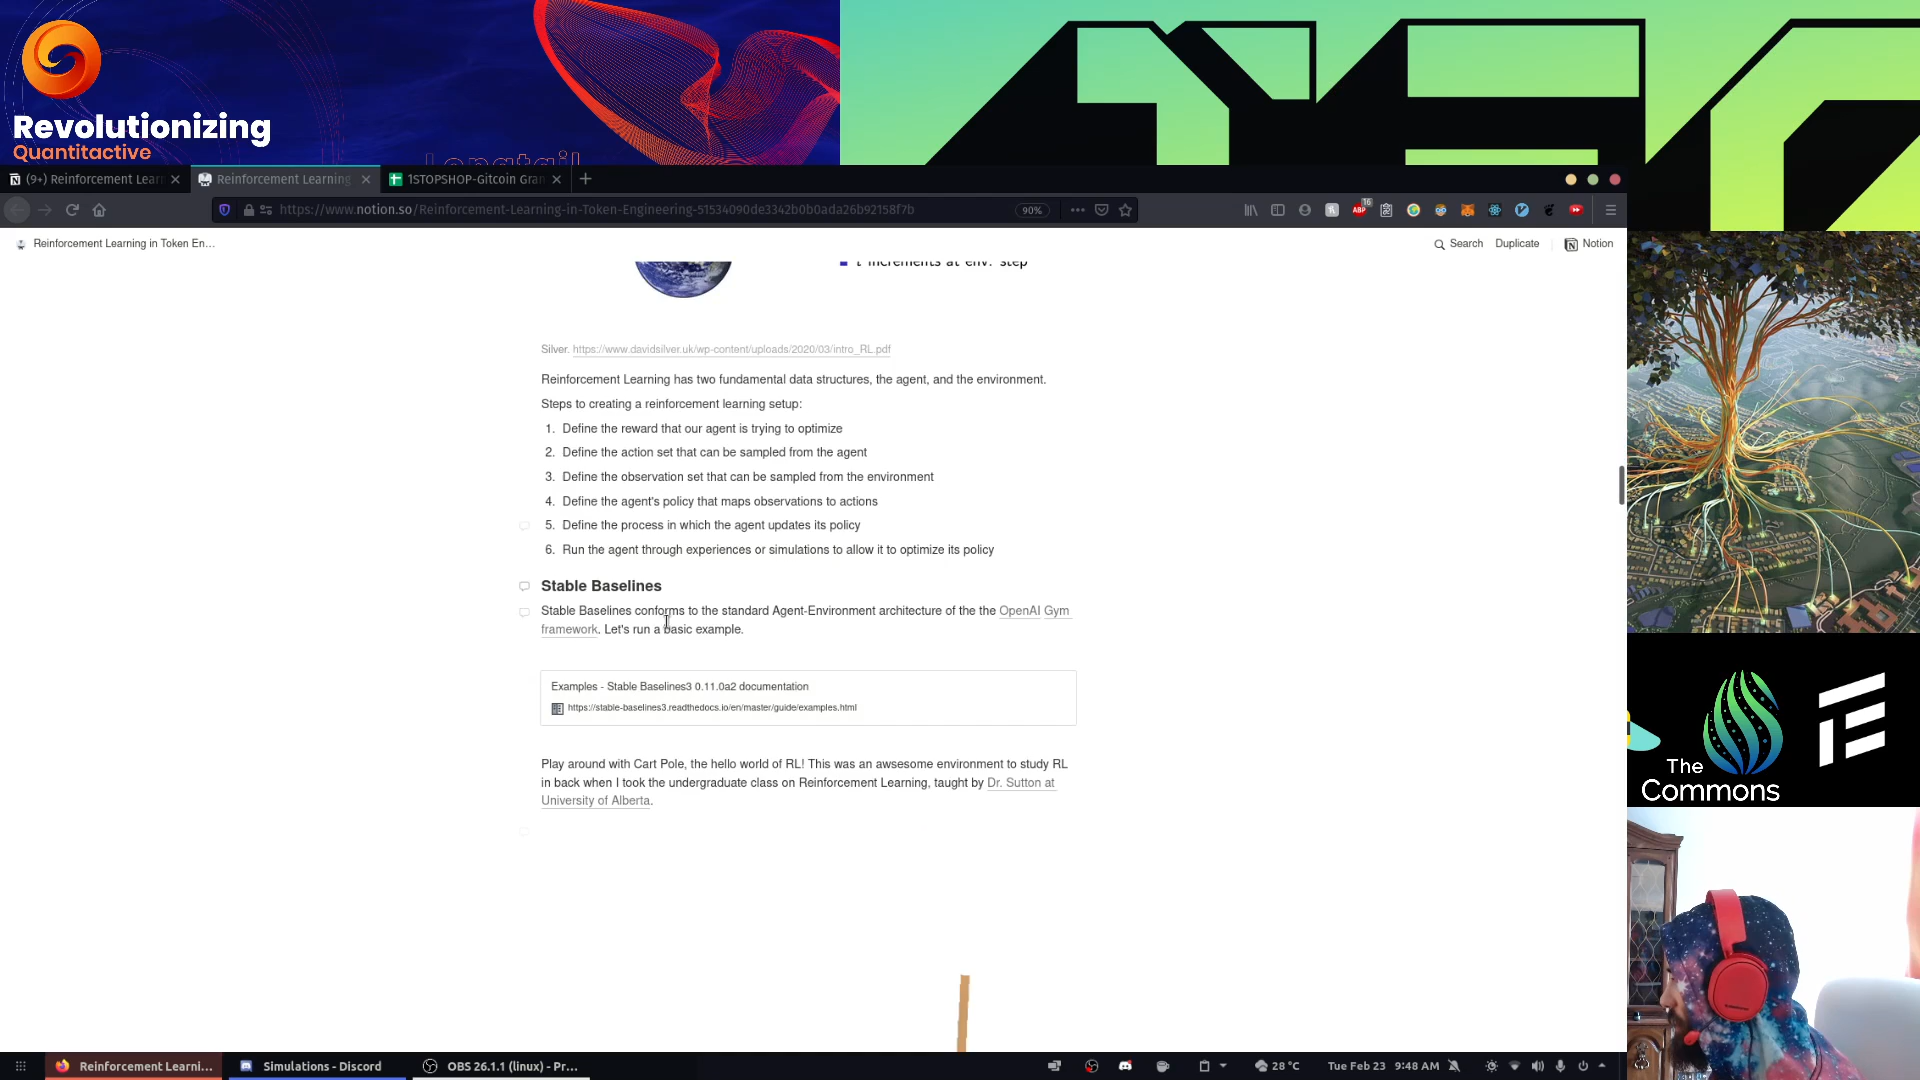 Revolutionizing
Quantitactive
Longtail
(9+) Reinforcement Lear
Reinforcement Learning
1STOPSHOP-Gitcoin Gran
https://www.notion.so/Reinforcement-Learning-in-Token-Engineering-51534090de3342b0b0ada26b92158f7b
90%
16
Reinforcement Learning in Token En...
Search
Duplicate
Notion
t increments at env. step
Silver. https://www.davidsilver.uk/wp-content/uploads/2020/03/intro_RL.pdf
Reinforcement Learning has two fundamental data structures, the agent, and the environment.
Steps to creating a reinforcement learning setup:
1. Define the reward that our agent is trying to optimize
2. Define the action set that can be sampled from the agent
3. Define the observation set that can be sampled from the environment
4. Define the agent's policy that maps observations to actions
5. Define the process in which the agent updates its policy
6. Run the agent through experiences or simulations to allow it to optimize its policy
Stable Baselines
Stable Baselines conforms to the standard Agent-Environment architecture of the the OpenAI Gym
framework. Let's run a basic example.
Examples - Stable Baselines3 0.11.0a2 documentation
https://stable-baselines3.readthedocs.io/en/master/guide/examples.html
Play around with Cart Pole, the hello world of RL! This was an awsesome environment to study RL
in back when I took the undergraduate class on Reinforcement Learning, taught by Dr. Sutton at
University of Alberta.
The
Commons
Reinforcement Learni...
Simulations - Discord
OBS 26.1.1 (linux) - Pr...
28 °C
Tue Feb 23
9:48 AM